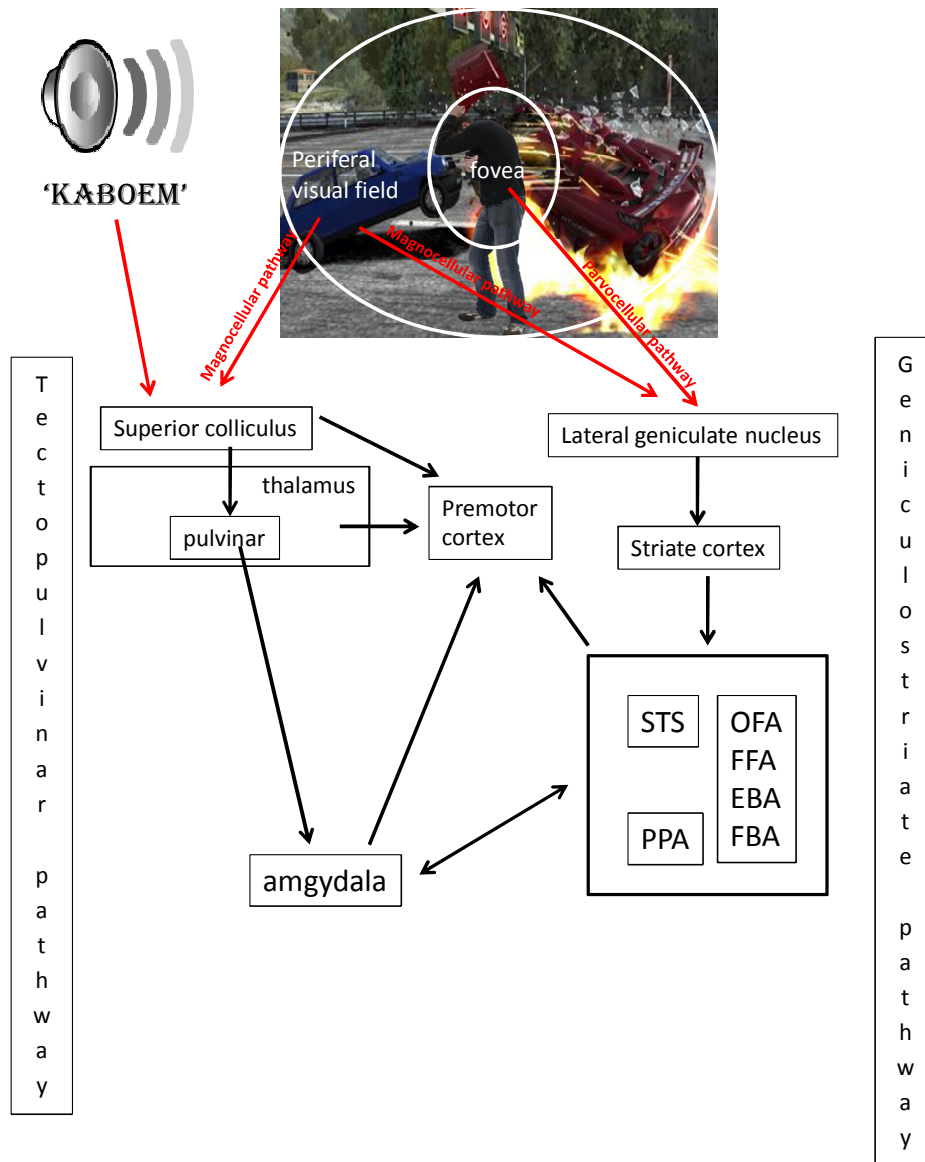 'KABOEM'
Periferal
visual field
fovea
Magnocellular pathway
Magnocellular pathway
Parvocellular pathway
Tectopulvinar pathway
Geniculostriate pathway
Superior colliculus
Lateral geniculate nucleus
thalamus
pulvinar
Premotor
cortex
Striate cortex
STS
OFA
FFA
EBA
FBA
PPA
amgydala